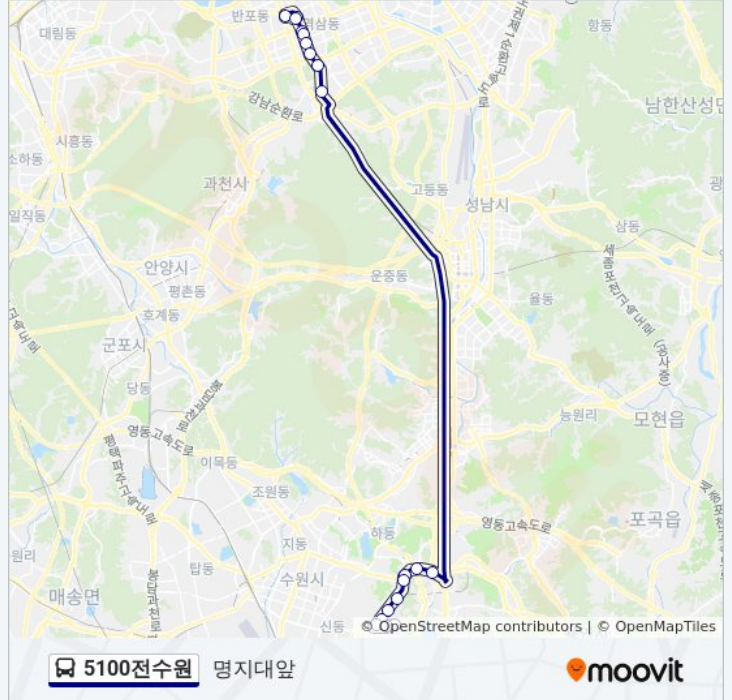 반포동
역삼동
대림동
함동
강남순환로
남한산성면
시흥동
소하동
과천시
고등동
성남시
일직동
삼동
안양시
운중동
평촌동
율동
호계동
군포시
당동
능원리
모현읍
영동고속도로
이목동
조원동
하동
영동고속도로
포곡읍
지동
원리
탑동
수원시
매송면
신동
© OpenStreetMap contributors | © OpenMapTiles
5100전수원 명지대앞
moovit